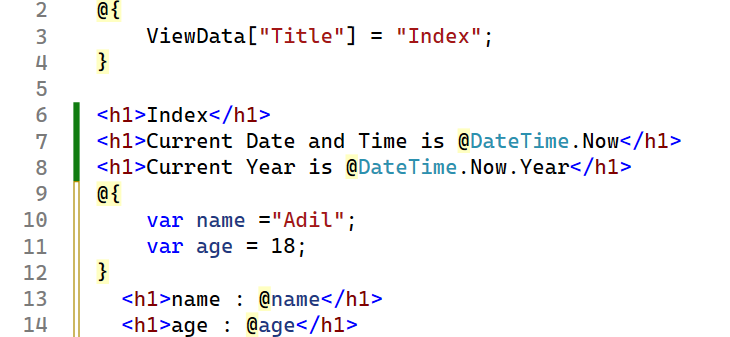 2 @{
3 ViewData["Title"] = "Index";
4 }
5
6 <h1>Index</h1>
7 <h1>Current Date and Time is @DateTime.Now</h1>
8 <h1>Current Year is @DateTime.Now.Year</h1>
9 @{
10 var name ="Adil";
11 var age = 18;
12 }
13 <h1>name : @name</h1>
14 <h1>age : @age</h1>